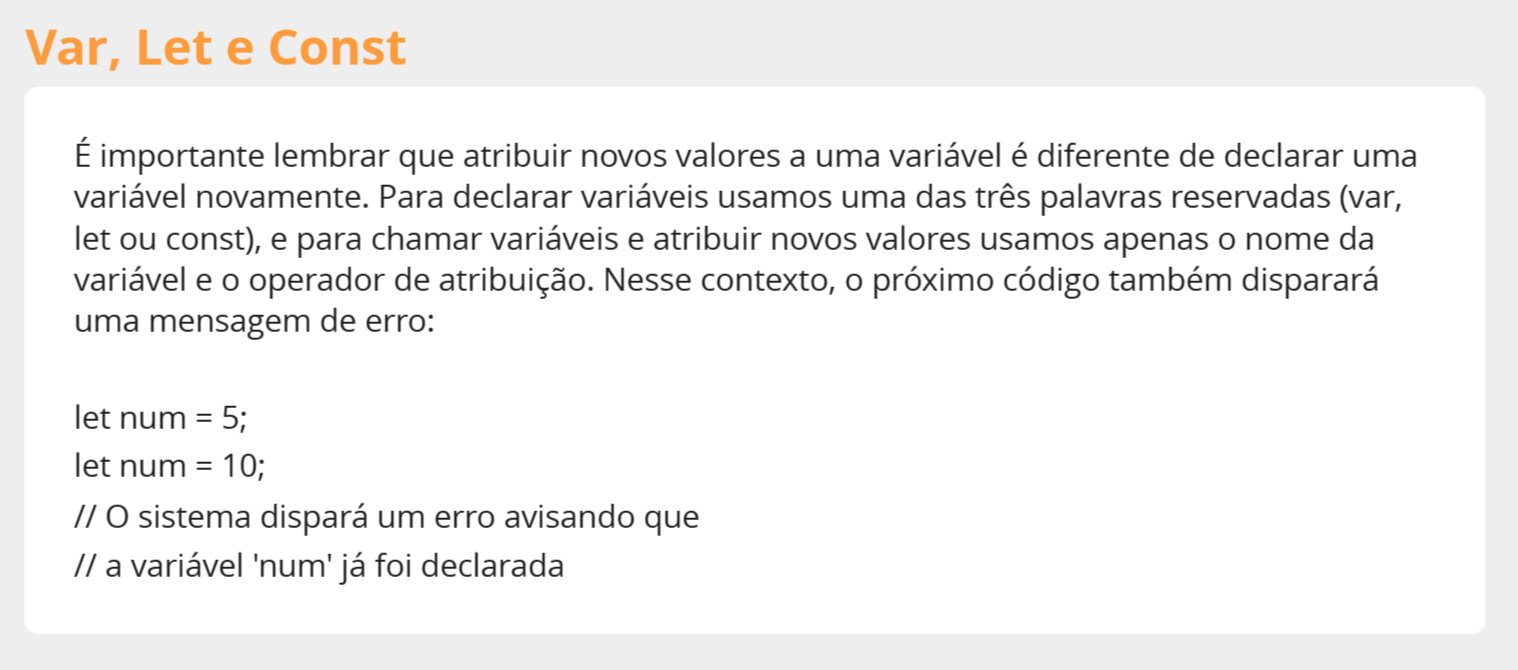 Var, Let e Const
É importante lembrar que atribuir novos valores a uma variável é diferente de declarar uma
variável novamente. Para declarar variáveis usamos uma das três palavras reservadas (var,
let ou const), e para chamar variáveis e atribuir novos valores usamos apenas o nome da
variável e o operador de atribuição. Nesse contexto, o próximo código também disparará
uma mensagem de erro:
let num = 5;
let num = 10;
// O sistema dispará um erro avisando que
// a variável 'num' já foi declarada